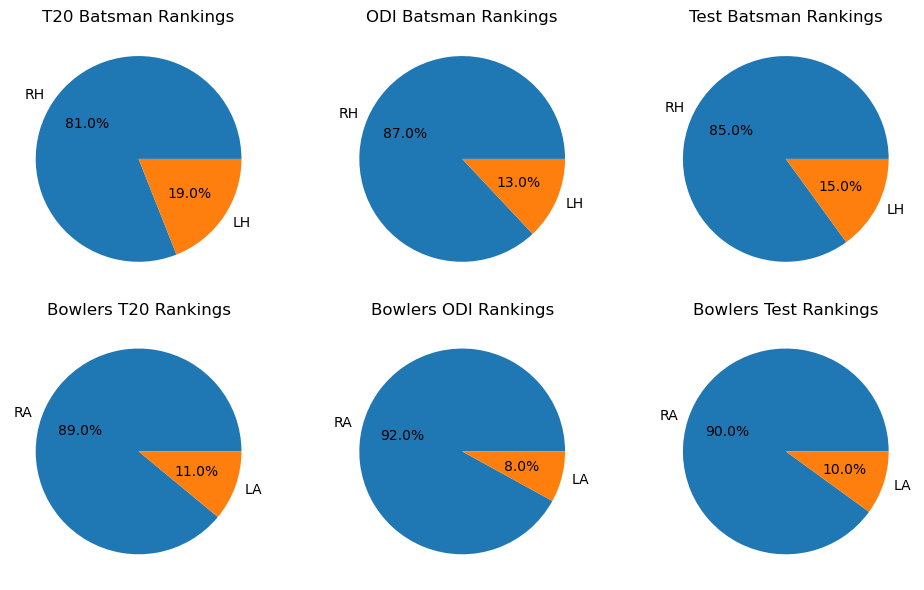 T20 Batsman Rankings
RH
81.0%
19.0%
LH
ODI Batsman Rankings
RH
87.0%
13.0%
LH
Test Batsman Rankings
RH
85.0%
15.0%
LH
Bowlers T20 Rankings
RA
89.0%
11.0%
LA
Bowlers ODI Rankings
RA
92.0%
8.0%
LA
Bowlers Test Rankings
RA
90.0%
10.0%
LA